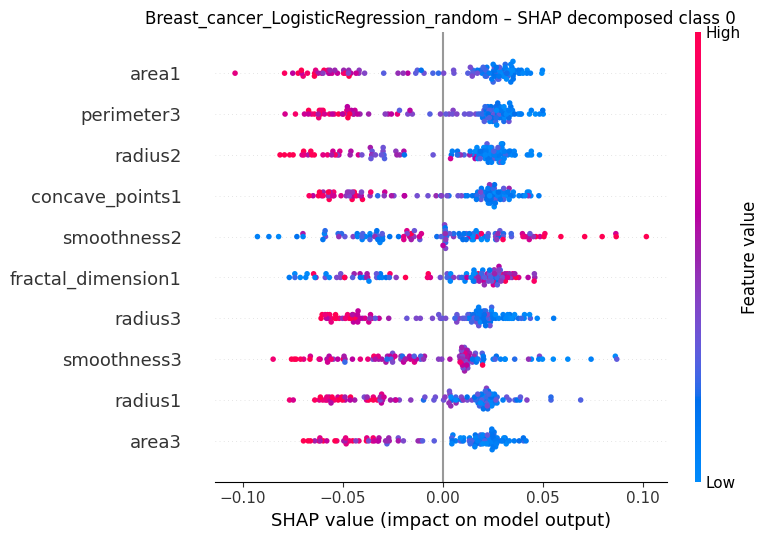 Breast_cancer_LogisticRegression_random – SHAP decomposed class 0
High
area1
perimeter3
radius2
concave_points1
smoothness2
fractal_dimension1
radius3
smoothness3
radius1
area3
Feature value
Low
−0.10 −0.05 0.00 0.05 0.10
SHAP value (impact on model output)